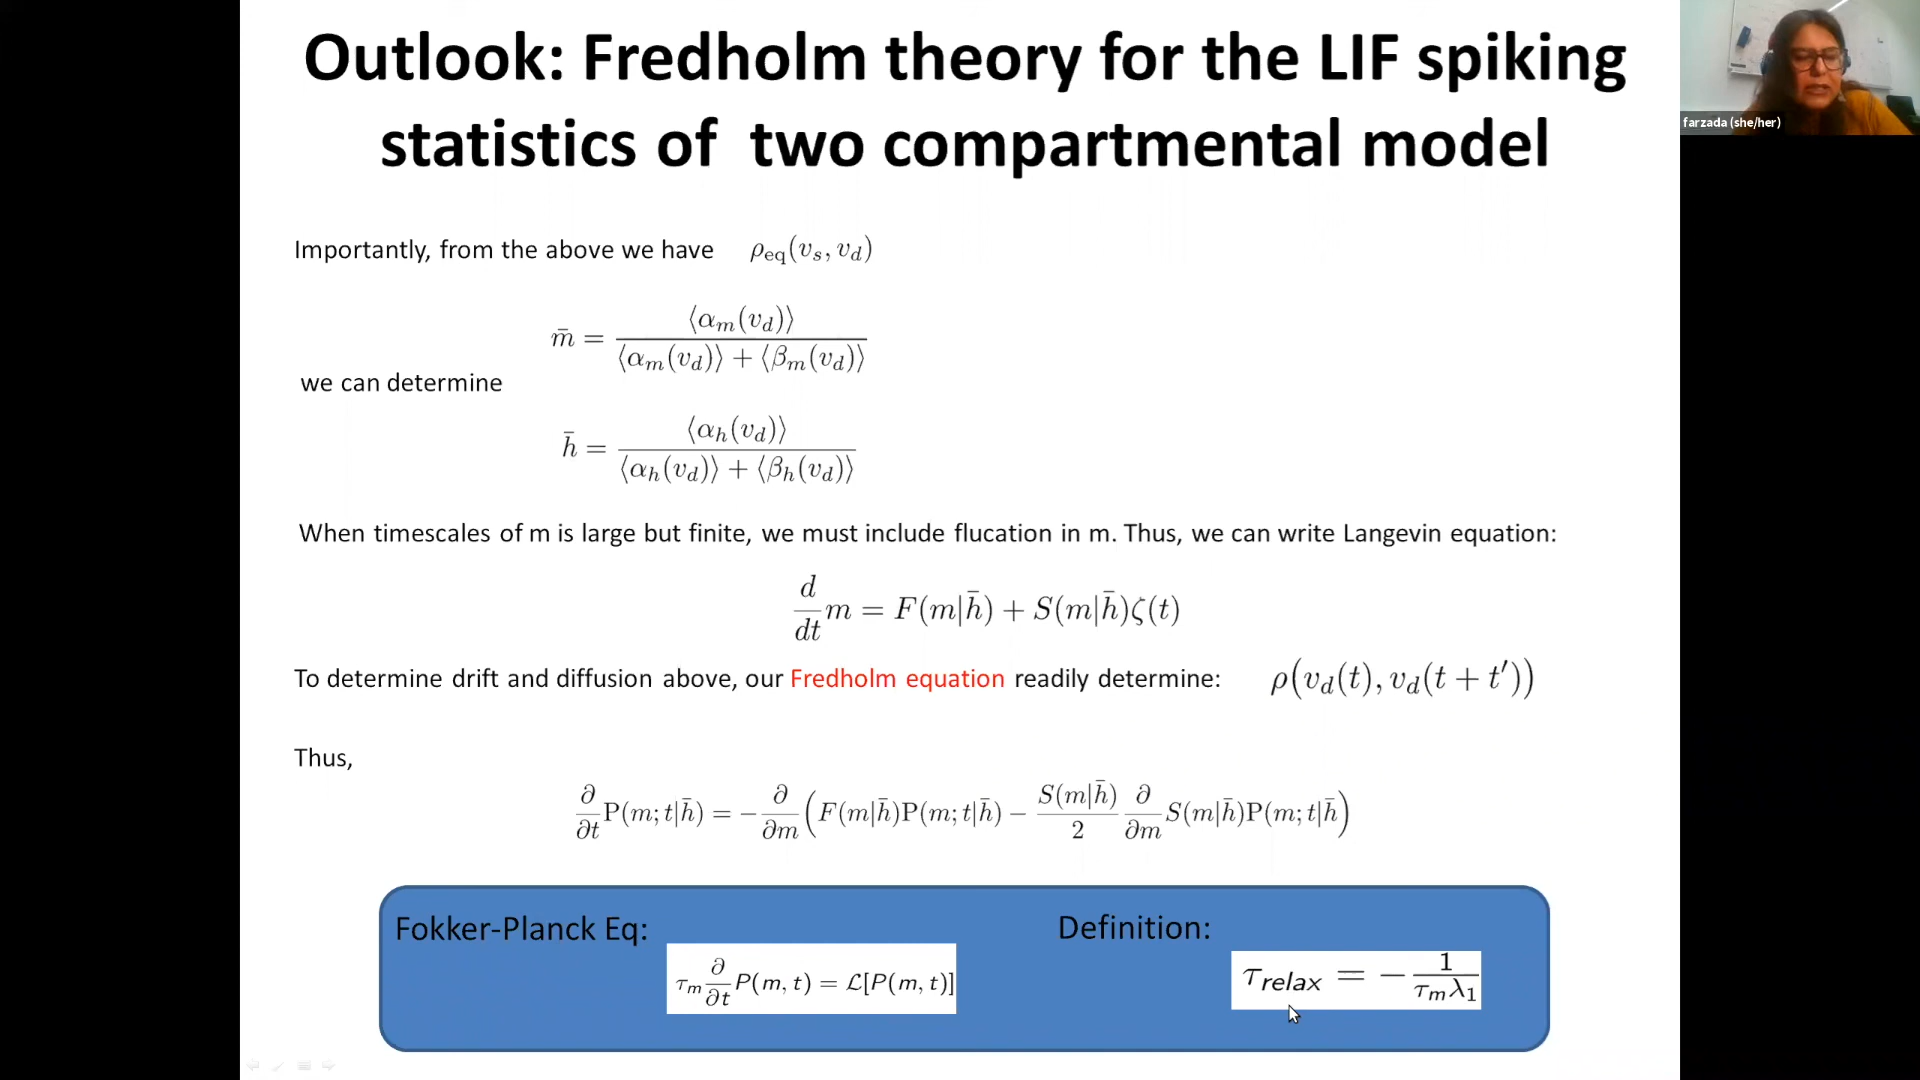 Outlook: Fredholm theory for the LIF spiking
statistics of two compartmental model
farzada (she/her)
Importantly, from the above we have ρ_eq(v_s, v_d)
m̄ = ⟨α_m(v_d)⟩ / (⟨α_m(v_d)⟩ + ⟨β_m(v_d)⟩)
we can determine
h̄ = ⟨α_h(v_d)⟩ / (⟨α_h(v_d)⟩ + ⟨β_h(v_d)⟩)
When timescales of m is large but finite, we must include flucation in m. Thus, we can write Langevin equation:
d/dt m = F(m|h̄) + S(m|h̄)ζ(t)
To determine drift and diffusion above, our Fredholm equation readily determine: ρ(v_d(t), v_d(t + t′))
Thus,
∂/∂t P(m; t|h̄) = −∂/∂m (F(m|h̄)P(m; t|h̄) − S(m|h̄)/2 ∂/∂m S(m|h̄)P(m; t|h̄))
Fokker-Planck Eq: Definition:
τ_m ∂/∂t P(m, t) = ℒ[P(m, t)] τ_relax = − 1/(τ_m λ_1)